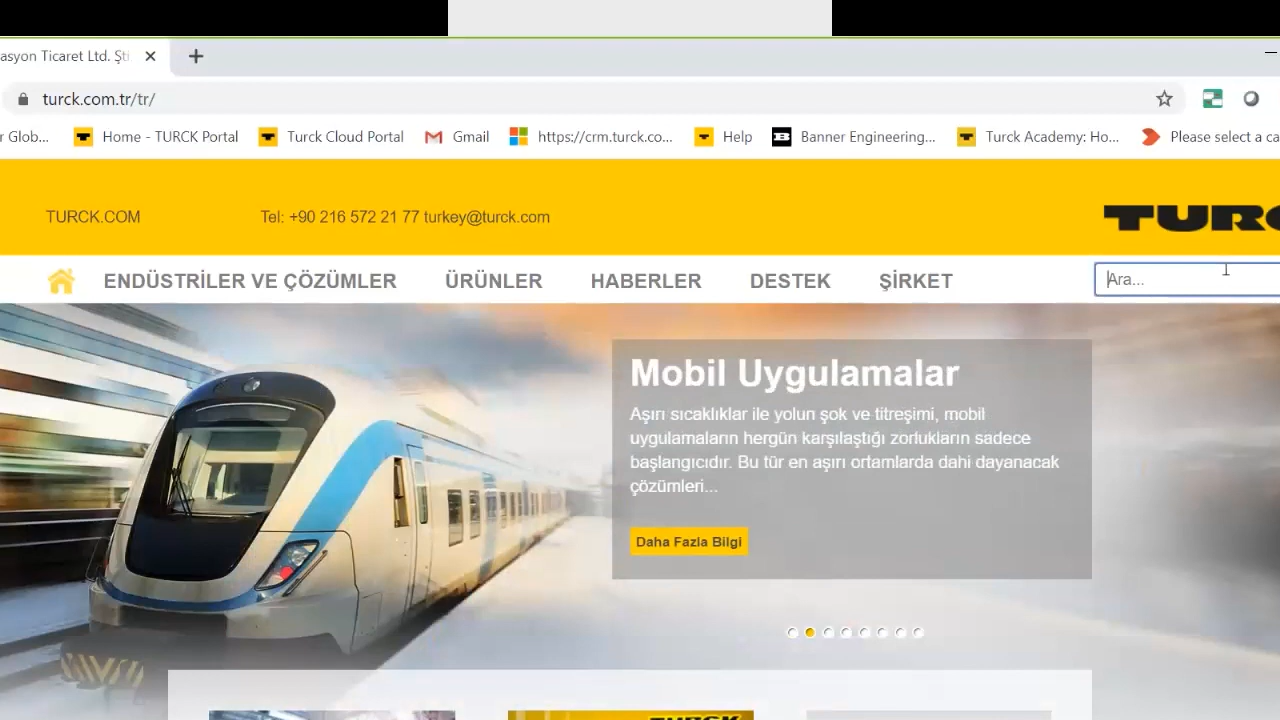 asyon Ticaret Ltd. Şti
turck.com.tr/tr/
r Glob... Home - TURCK Portal Turck Cloud Portal Gmail https://crm.turck.co... Help Banner Engineering... Turck Academy: Ho... Please select a ca
TURCK.COM Tel: +90 216 572 21 77 turkey@turck.com TURC
ENDÜSTRİLER VE ÇÖZÜMLER ÜRÜNLER HABERLER DESTEK ŞİRKET Ara...
Mobil Uygulamalar
Aşırı sıcaklıklar ile yolun şok ve titreşimi, mobil
uygulamaların hergün karşılaştığı zorlukların sadece
başlangıcıdır. Bu tür en aşırı ortamlarda dahi dayanacak
çözümleri...
Daha Fazla Bilgi
TURCK